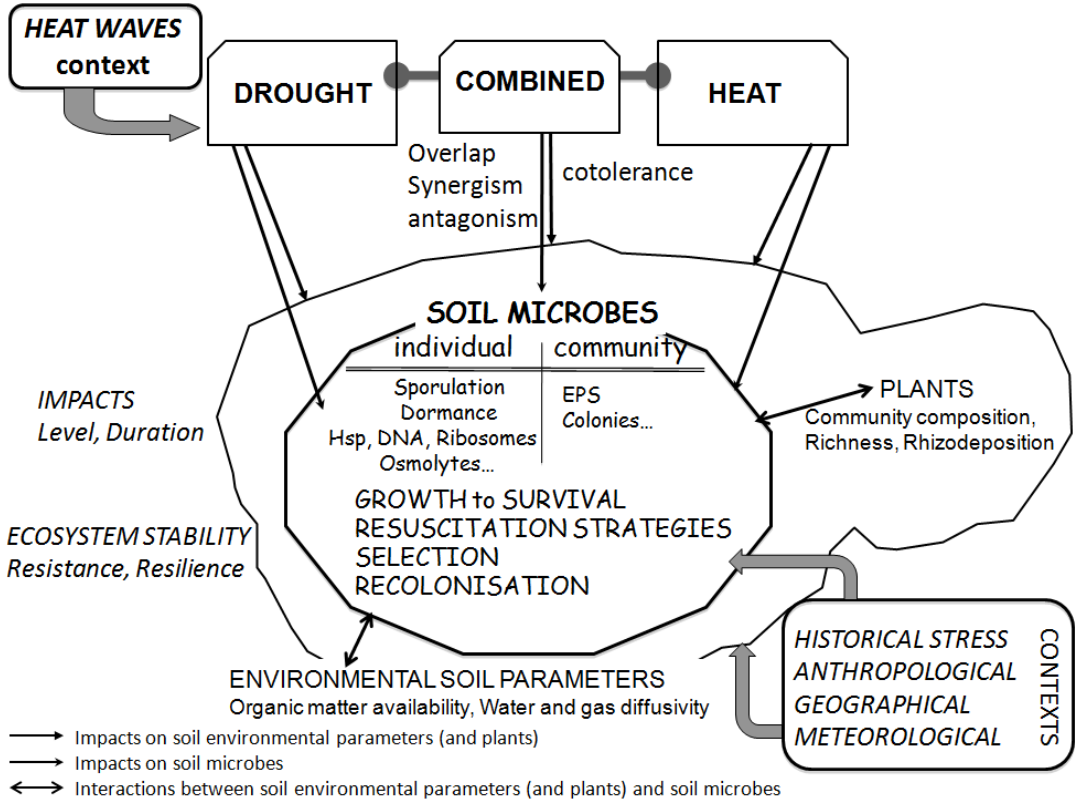 HEAT WAVES
context
DROUGHT
COMBINED
HEAT
Overlap
Synergism
antagonism
cotolerance
SOIL MICROBES
individual
community
Sporulation
Dormance
Hsp, DNA, Ribosomes
Osmolytes...
EPS
Colonies...
GROWTH to SURVIVAL
RESUSCITATION STRATEGIES
SELECTION
RECOLONISATION
IMPACTS
Level, Duration
ECOSYSTEM STABILITY
Resistance, Resilience
PLANTS
Community composition,
Richness, Rhizodeposition
HISTORICAL STRESS
ANTHROPOLOGICAL
GEOGRAPHICAL
METEOROLOGICAL
CONTEXTS
ENVIRONMENTAL SOIL PARAMETERS
Organic matter availability, Water and gas diffusivity
Impacts on soil environmental parameters (and plants)
Impacts on soil microbes
Interactions between soil environmental parameters (and plants) and soil microbes